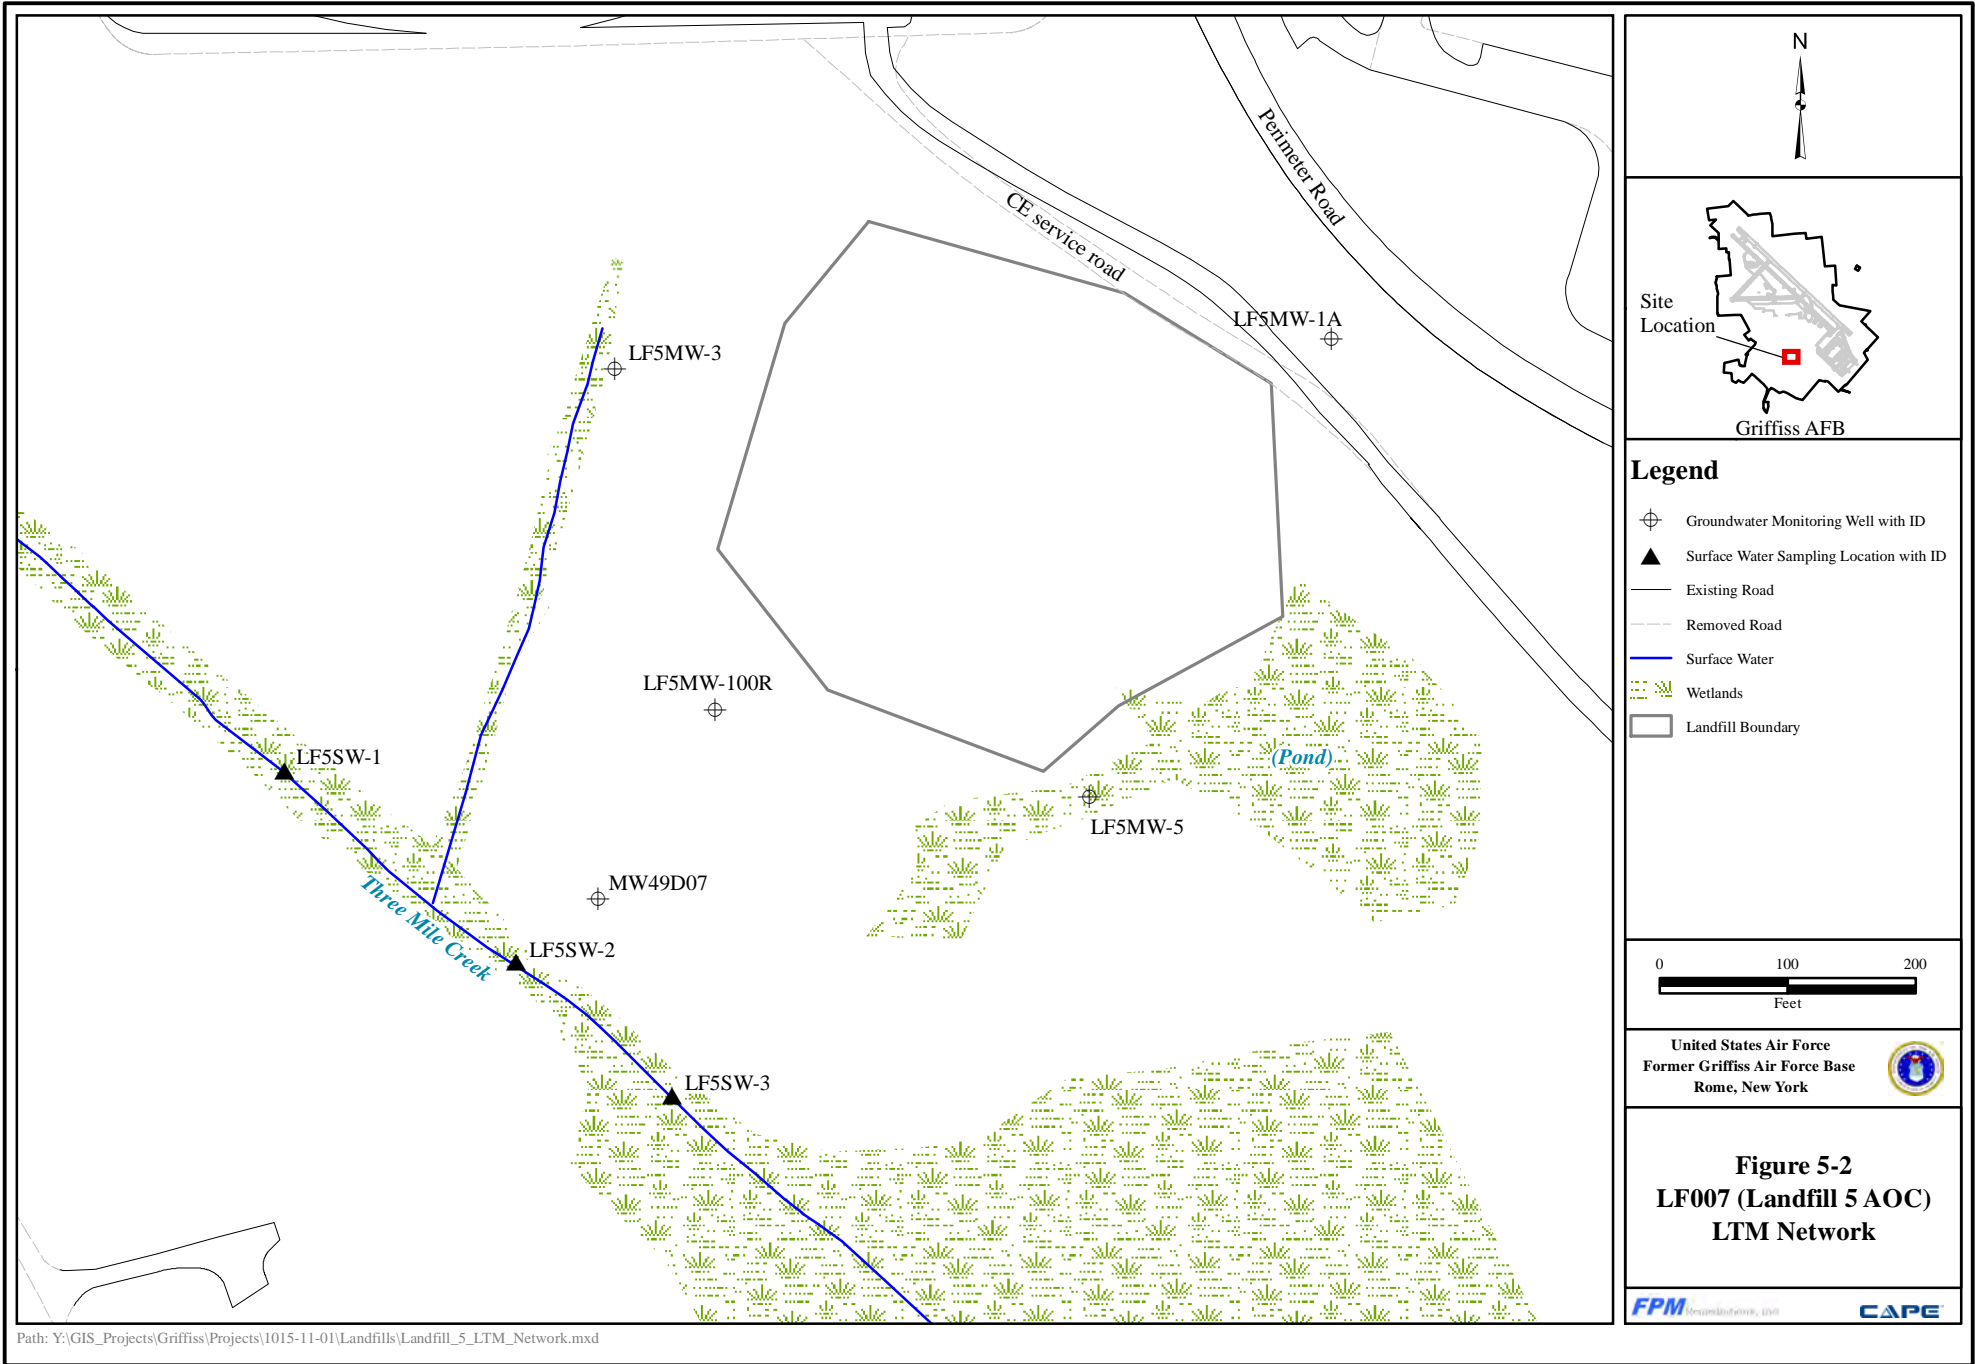 Perimeter Road
CE service road
LF5MW-1A
LF5MW-3
LF5MW-100R
LF5SW-1
(Pond)
LF5MW-5
MW49D07
Three Mile Creek
LF5SW-2
LF5SW-3
N
Site
Location
Griffiss AFB
Legend
Groundwater Monitoring Well with ID
Surface Water Sampling Location with ID
Existing Road
Removed Road
Surface Water
Wetlands
Landfill Boundary
0 100 200
Feet
United States Air Force
Former Griffiss Air Force Base
Rome, New York
Figure 5-2
LF007 (Landfill 5 AOC)
LTM Network
FPM
CAPE
Path: Y:\GIS_Projects\Griffiss\Projects\1015-11-01\Landfills\Landfill_5_LTM_Network.mxd